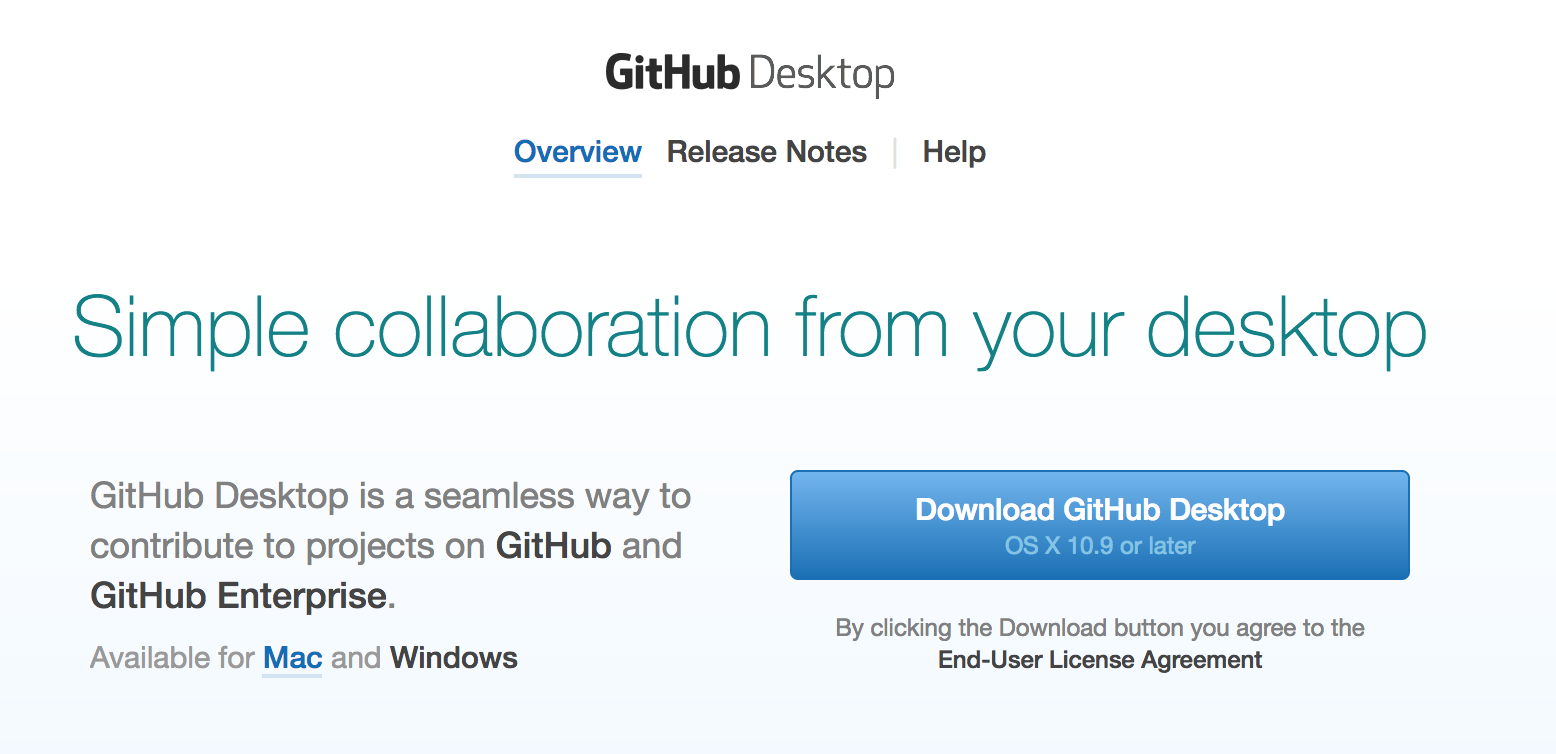 GitHub Desktop
Overview Release Notes | Help
Simple collaboration from your desktop
GitHub Desktop is a seamless way to
contribute to projects on GitHub and
GitHub Enterprise.
Available for Mac and Windows
Download GitHub Desktop
OS X 10.9 or later
By clicking the Download button you agree to the
End-User License Agreement